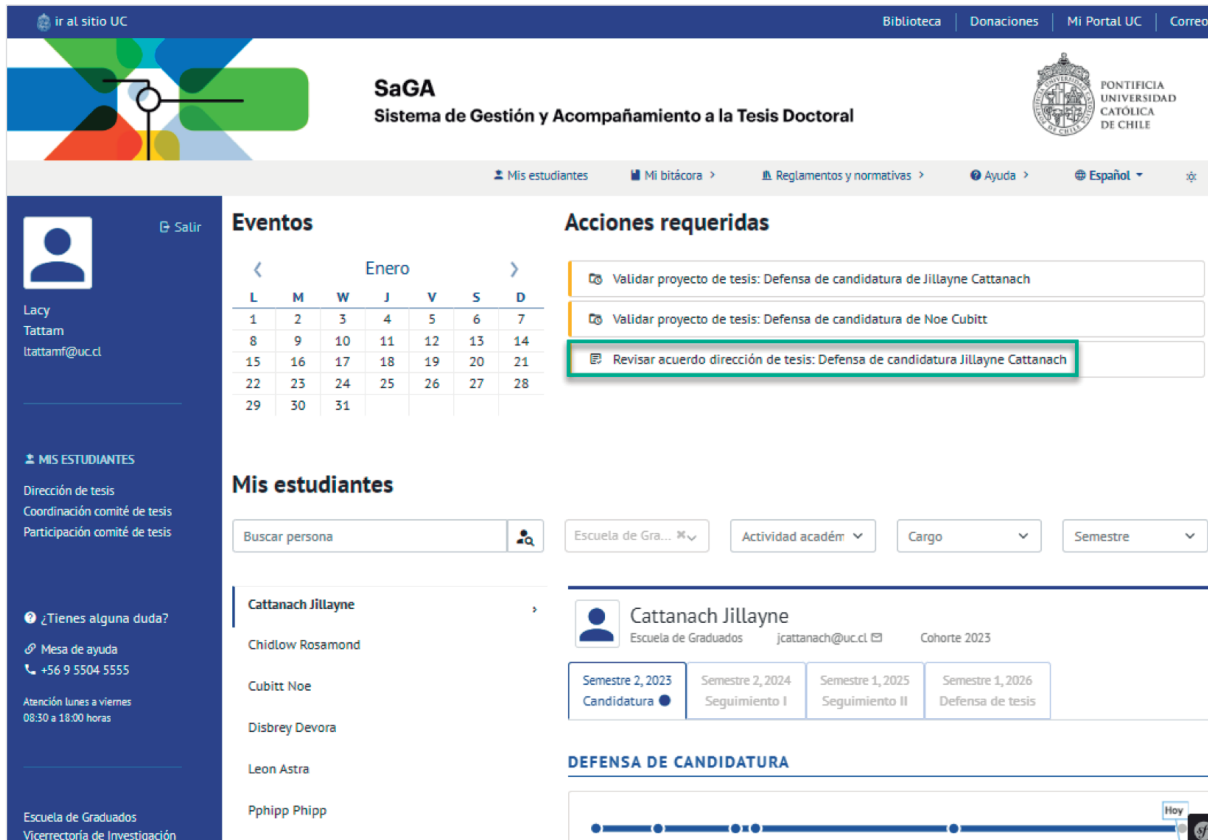 ir al sitio UC
Biblioteca
Donaciones
Mi Portal UC
Correo
SaGA
Sistema de Gestión y Acompañamiento a la Tesis Doctoral
PONTIFICIA
UNIVERSIDAD
CATÓLICA
DE CHILE
Mis estudiantes
Mi bitácora >
Reglamentos y normativas >
Ayuda >
Español
Salir
Lacy
Tattam
ltattamf@uc.cl
MIS ESTUDIANTES
Dirección de tesis
Coordinación comité de tesis
Participación comité de tesis
¿Tienes alguna duda?
Mesa de ayuda
+56 9 5504 5555
Atención lunes a viernes
08:30 a 18:00 horas
Escuela de Graduados
Vicerrectoría de Investigación
Eventos
Enero
L M W J V S D
1 2 3 4 5 6 7
8 9 10 11 12 13 14
15 16 17 18 19 20 21
22 23 24 25 26 27 28
29 30 31
Acciones requeridas
Validar proyecto de tesis: Defensa de candidatura de Jillayne Cattanach
Validar proyecto de tesis: Defensa de candidatura de Noe Cubitt
Revisar acuerdo dirección de tesis: Defensa de candidatura Jillayne Cattanach
Mis estudiantes
Buscar persona
Escuela de Gra...
Actividad académ
Cargo
Semestre
Cattanach Jillayne
Chidlow Rosamond
Cubitt Noe
Disbrey Devora
Leon Astra
Pphipp Phipp
Cattanach Jillayne
Escuela de Graduados jcattanach@uc.cl Cohorte 2023
Semestre 2, 2023
Candidatura
Semestre 2, 2024
Seguimiento I
Semestre 1, 2025
Seguimiento II
Semestre 1, 2026
Defensa de tesis
DEFENSA DE CANDIDATURA
Hoy